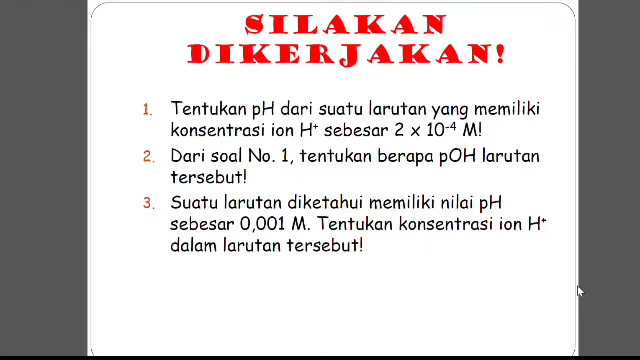 SILAKAN
DIKERJAKAN!
1. Tentukan pH dari suatu larutan yang memiliki
konsentrasi ion H⁺ sebesar 2 x 10⁻⁴ M!
2. Dari soal No. 1, tentukan berapa pOH larutan
tersebut!
3. Suatu larutan diketahui memiliki nilai pH
sebesar 0,001 M. Tentukan konsentrasi ion H⁺
dalam larutan tersebut!